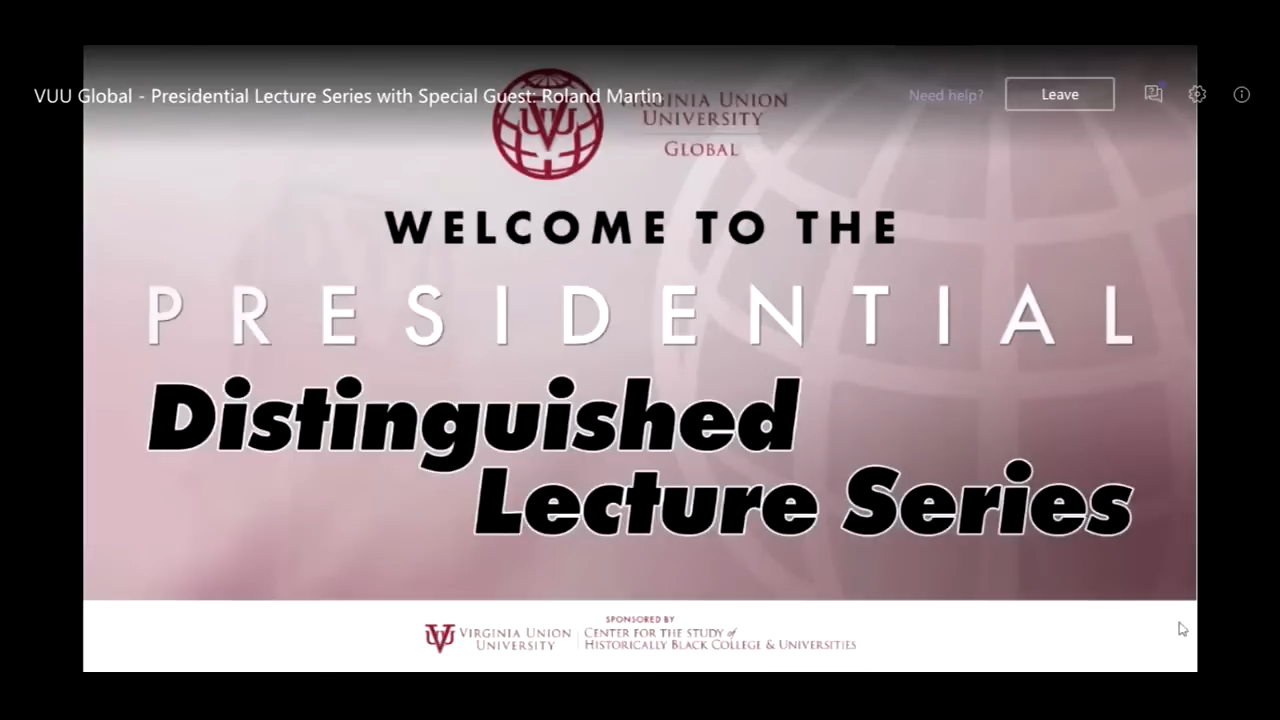 VUU Global - Presidential Lecture Series with Special Guest: Roland Martin
Need help?
Leave
VIRGINIA UNION
UNIVERSITY
GLOBAL
WELCOME TO THE
PRESIDENTIAL
Distinguished
Lecture Series
SPONSORED BY
VIRGINIA UNION
UNIVERSITY
CENTER FOR THE STUDY of
HISTORICALLY BLACK COLLEGE & UNIVERSITIES